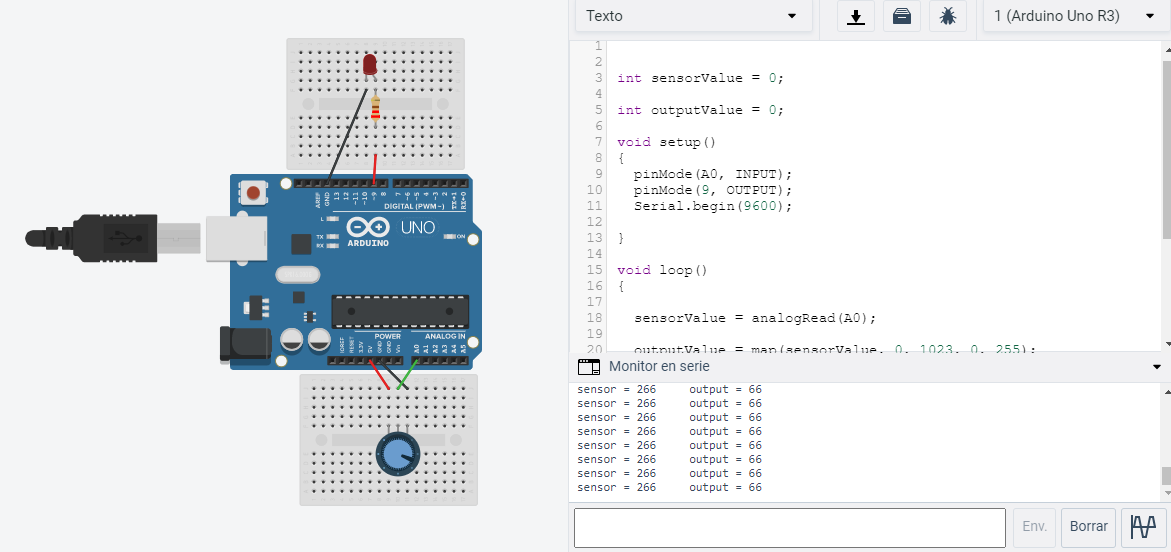 Texto
1 (Arduino Uno R3)
1
2
3 int sensorValue = 0;
4
5 int outputValue = 0;
6
7 void setup()
8 {
9 pinMode(A0, INPUT);
10 pinMode(9, OUTPUT);
11 Serial.begin(9600);
12
13 }
14
15 void loop()
16 {
17
18 sensorValue = analogRead(A0);
19
20 outputValue = map(sensorValue, 0, 1023, 0, 255);
Monitor en serie
sensor = 266 output = 66
sensor = 266 output = 66
sensor = 266 output = 66
sensor = 266 output = 66
sensor = 266 output = 66
sensor = 266 output = 66
sensor = 266 output = 66
sensor = 266 output = 66
Env.
Borrar
AREF
GND
13
12
~11
~10
~9
8
7
~6
~5
4
~3
2
TX→1
RX←0
DIGITAL (PWM~)
L
TX
RX
ARDUINO
UNO
ON
POWER
ANALOG IN
IOREF
RESET
3.3V
5V
GND
GND
Vin
A0
A1
A2
A3
A4
A5